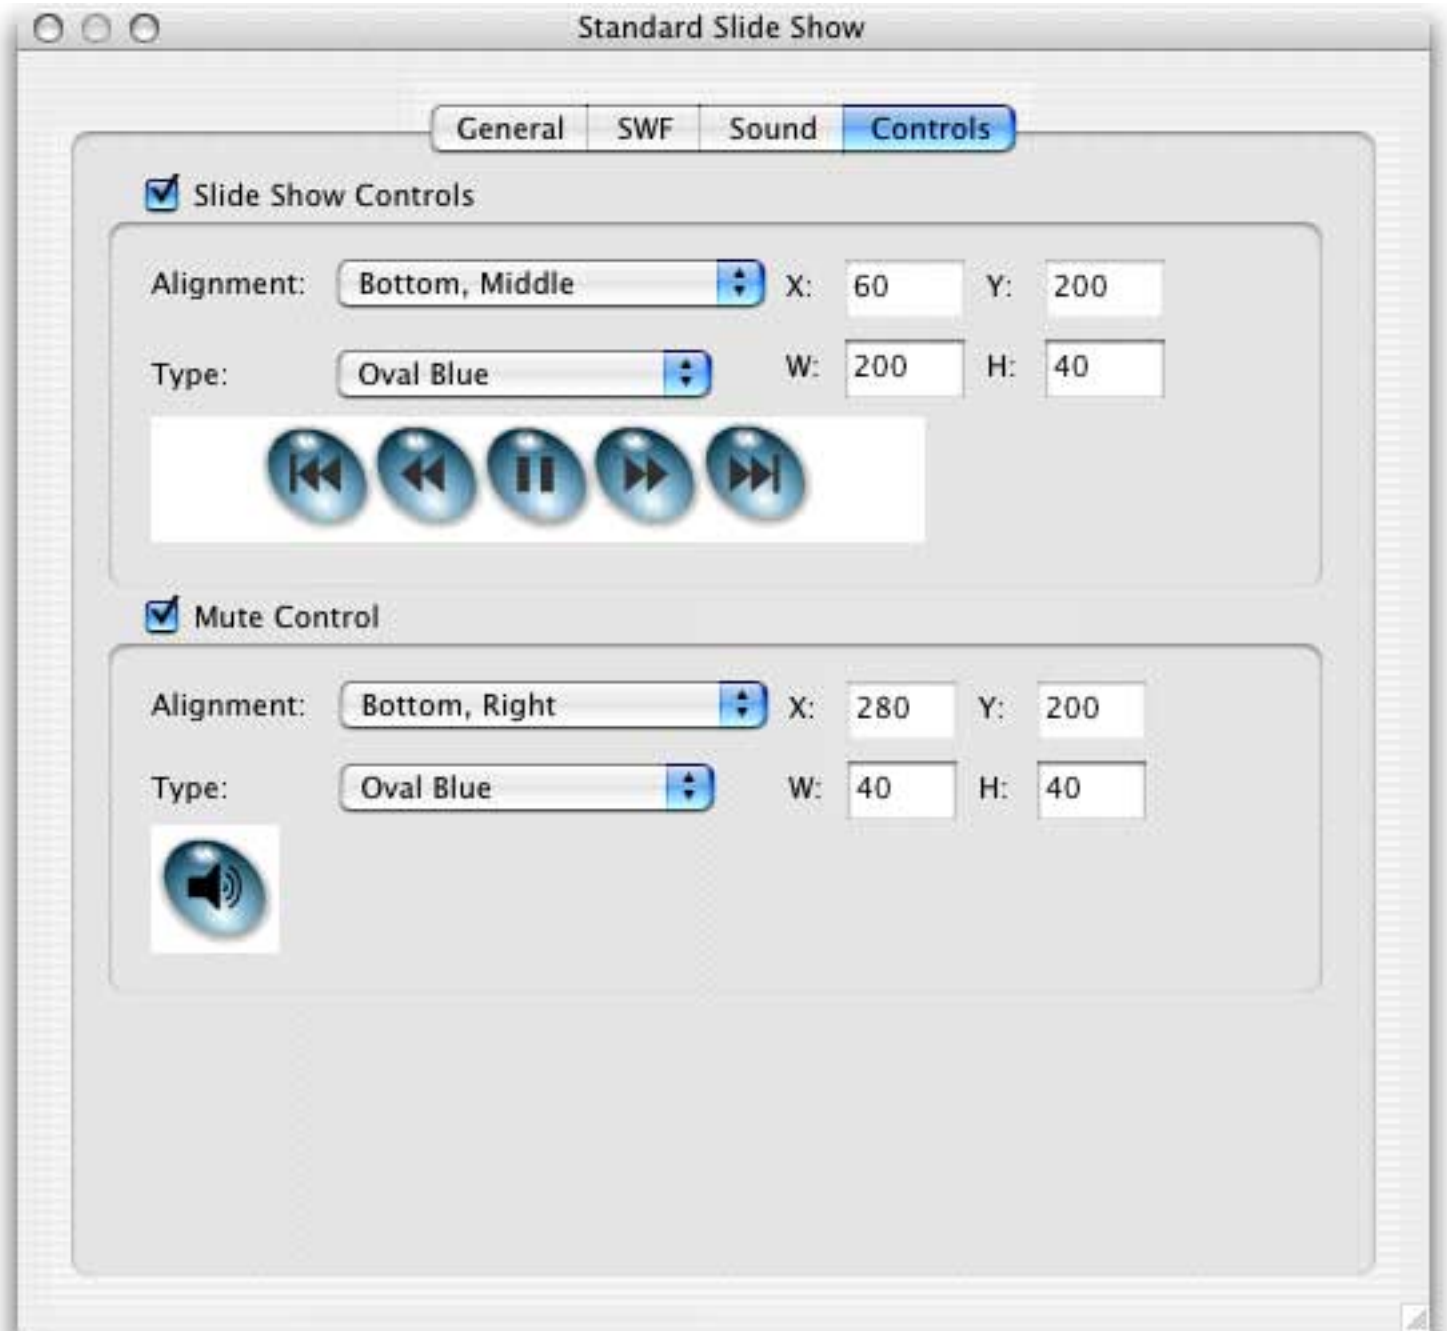 Standard Slide Show
General SWF Sound Controls
Slide Show Controls
Alignment: Bottom, Middle X: 60 Y: 200
Type: Oval Blue W: 200 H: 40
Mute Control
Alignment: Bottom, Right X: 280 Y: 200
Type: Oval Blue W: 40 H: 40